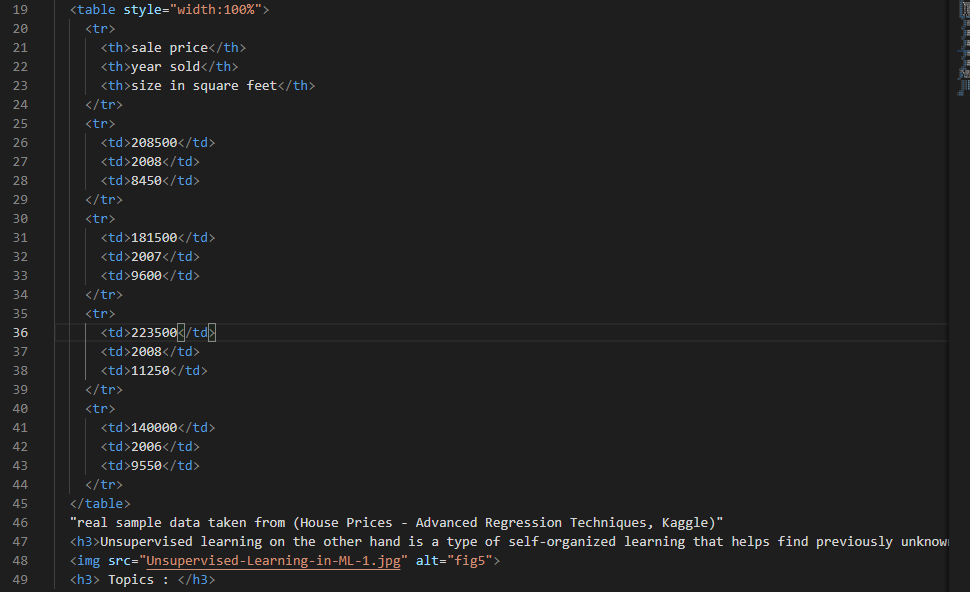 19 <table style="width:100%">
20 <tr>
21 <th>sale price</th>
22 <th>year sold</th>
23 <th>size in square feet</th>
24 </tr>
25 <tr>
26 <td>208500</td>
27 <td>2008</td>
28 <td>8450</td>
29 </tr>
30 <tr>
31 <td>181500</td>
32 <td>2007</td>
33 <td>9600</td>
34 </tr>
35 <tr>
36 <td>223500</td>
37 <td>2008</td>
38 <td>11250</td>
39 </tr>
40 <tr>
41 <td>140000</td>
42 <td>2006</td>
43 <td>9550</td>
44 </tr>
45 </table>
46 "real sample data taken from (House Prices - Advanced Regression Techniques, Kaggle)"
47 <h3>Unsupervised learning on the other hand is a type of self-organized learning that helps find previously unknow
48 <img src="Unsupervised-Learning-in-ML-1.jpg" alt="fig5">
49 <h3> Topics : </h3>